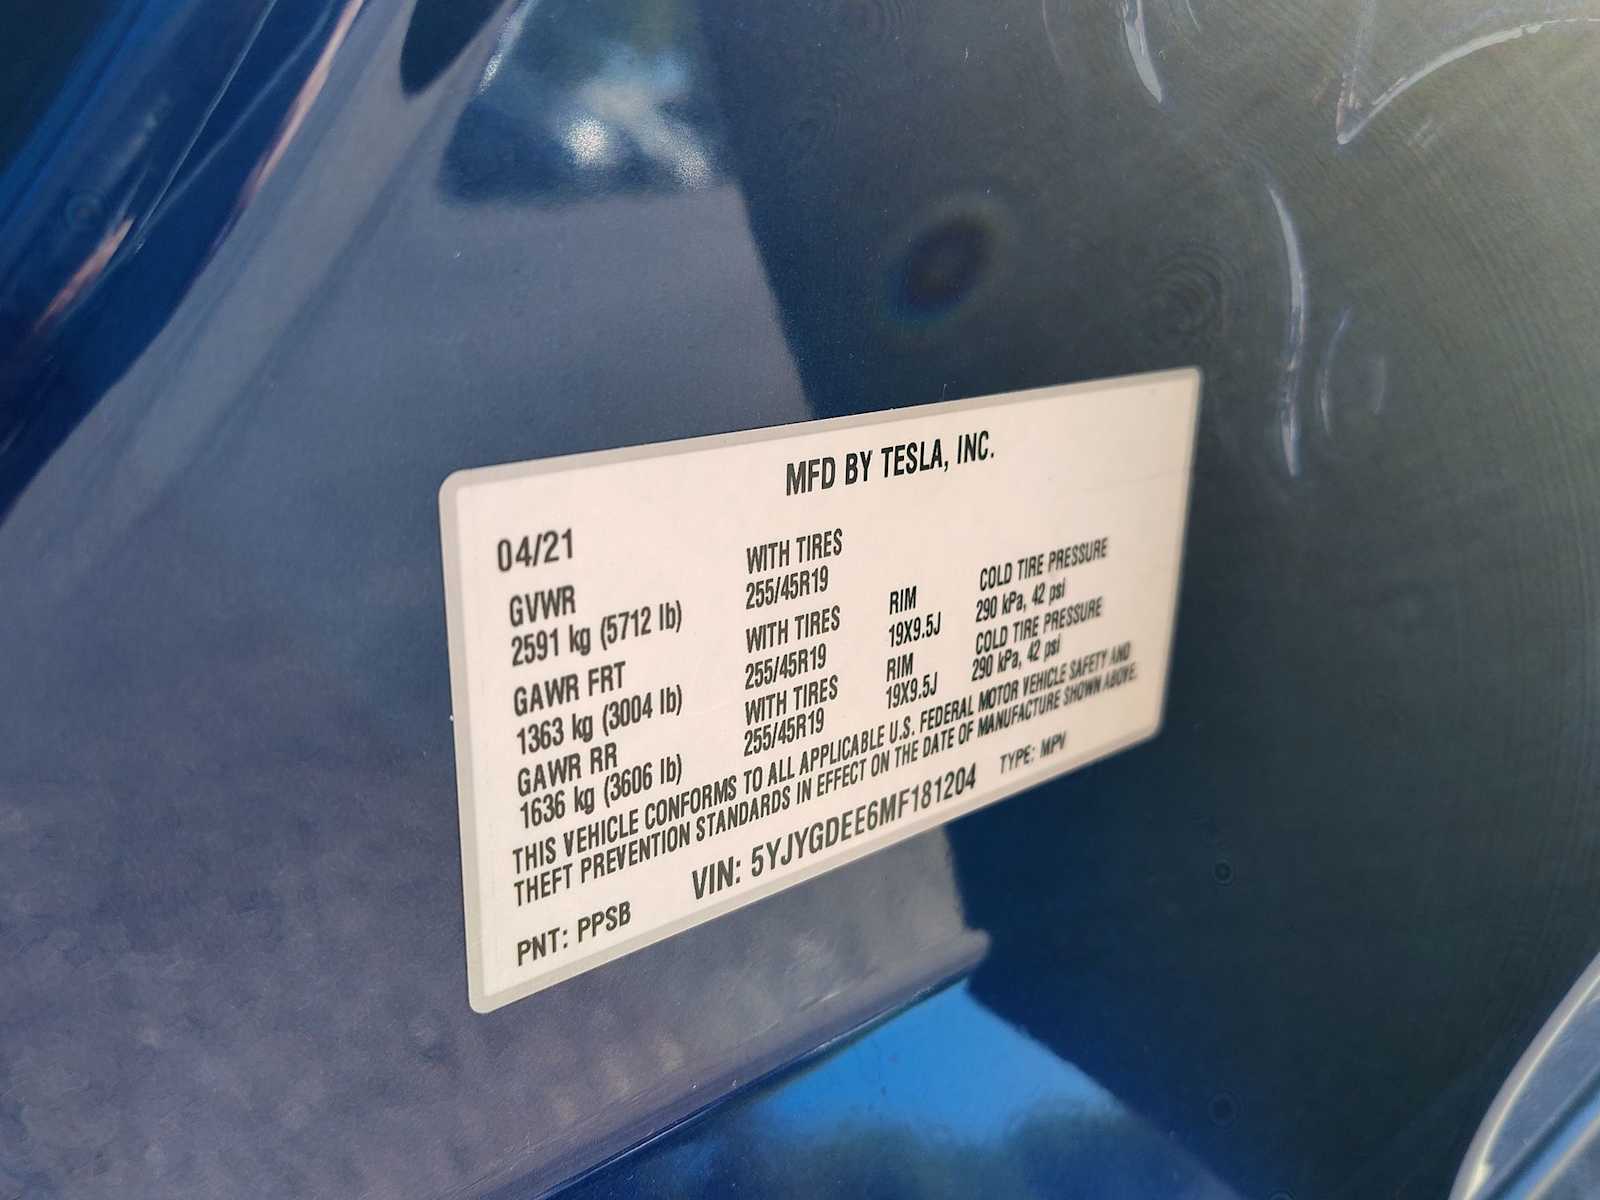 MFD BY TESLA, INC.
04/21
GVWR
2591 kg (5712 lb)
WITH TIRES
255/45R19
GAWR FRT
1363 kg (3004 lb)
WITH TIRES
255/45R19
RIM
19X9.5J
COLD TIRE PRESSURE
290 kPa, 42 psi
GAWR RR
1636 kg (3606 lb)
WITH TIRES
255/45R19
RIM
19X9.5J
COLD TIRE PRESSURE
290 kPa, 42 psi
THIS VEHICLE CONFORMS TO ALL APPLICABLE U.S. FEDERAL MOTOR VEHICLE SAFETY AND
THEFT PREVENTION STANDARDS IN EFFECT ON THE DATE OF MANUFACTURE SHOWN ABOVE.
PNT: PPSB
VIN: 5YJYGDEE6MF181204
TYPE: MPV